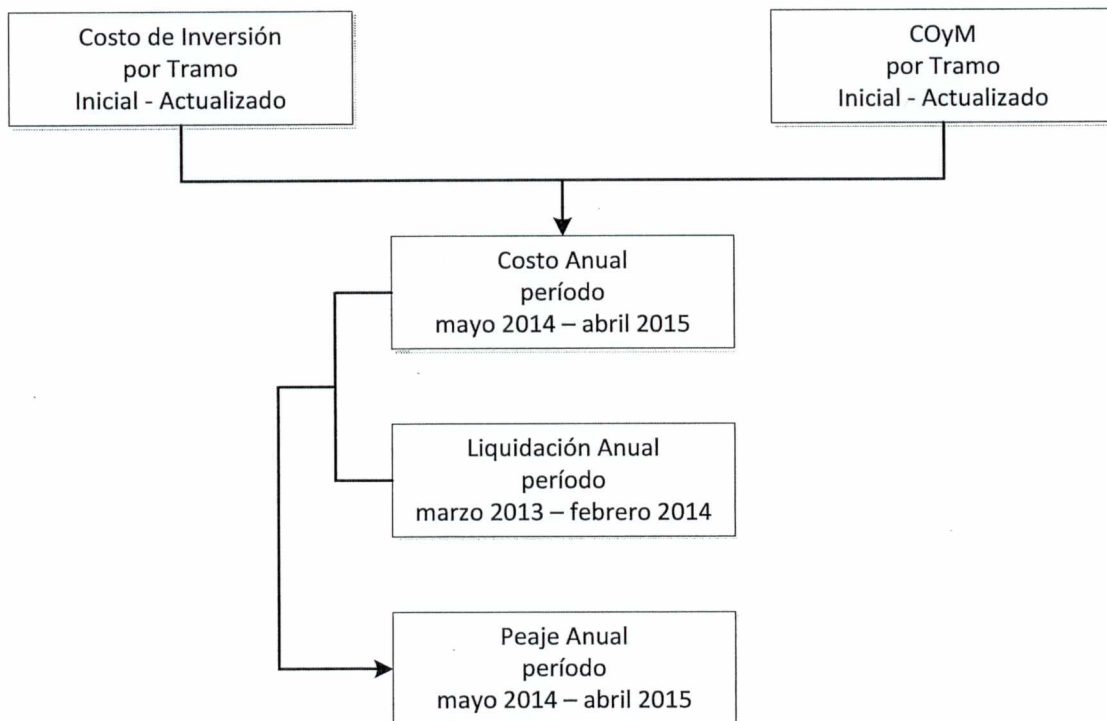 Costo de Inversión
por Tramo
Inicial - Actualizado
COyM
por Tramo
Inicial - Actualizado
Costo Anual
período
mayo 2014 – abril 2015
Liquidación Anual
período
marzo 2013 – febrero 2014
Peaje Anual
período
mayo 2014 – abril 2015